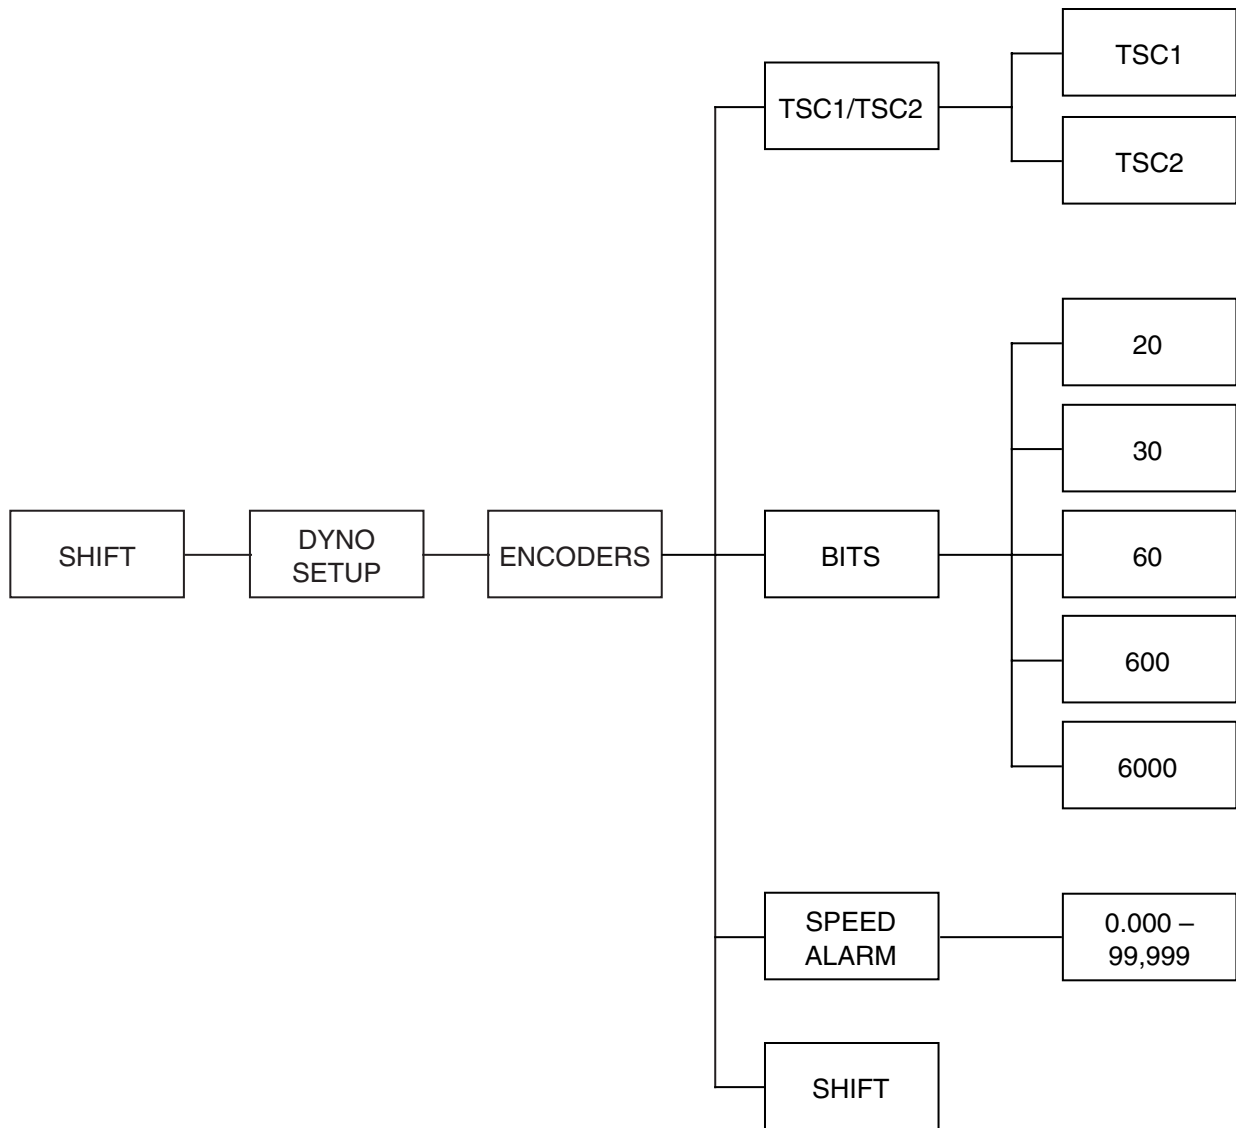 TSC1
TSC1/TSC2
TSC2
20
30
SHIFT
DYNO
SETUP
ENCODERS
BITS
60
600
6000
SPEED
ALARM
0.000 –
99,999
SHIFT